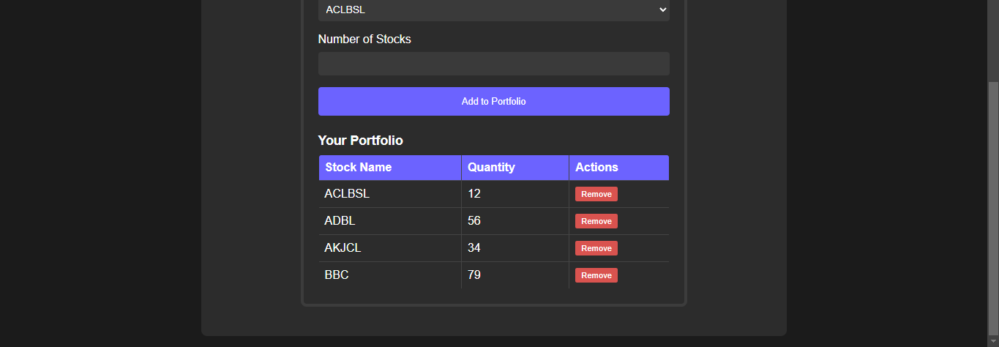 ACLBSL
Number of Stocks
Add to Portfolio
Your Portfolio
Stock Name Quantity Actions
ACLBSL 12 Remove
ADBL 56 Remove
AKJCL 34 Remove
BBC 79 Remove